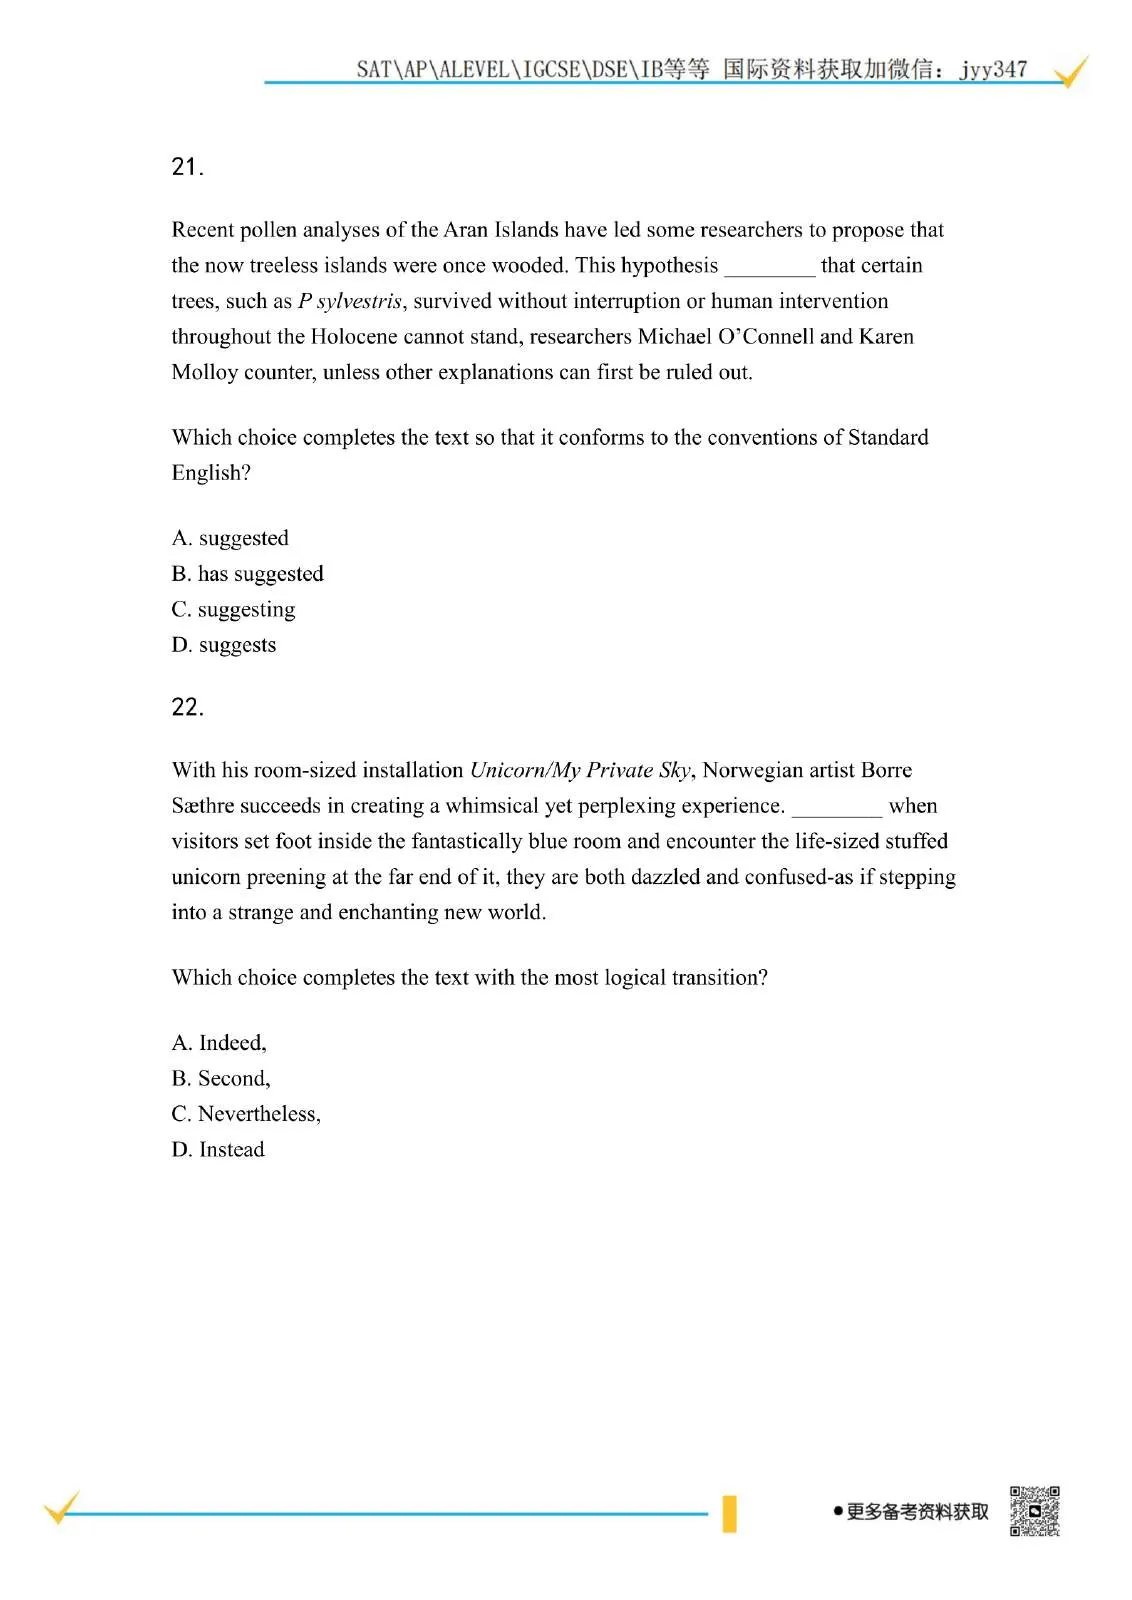 SAT\AP\ALEVEL\IGCSE\DSE\IB等等 国际资料获取加微信：jyy347
21.
Recent pollen analyses of the Aran Islands have led some researchers to propose that
the now treeless islands were once wooded. This hypothesis ________ that certain
trees, such as P sylvestris, survived without interruption or human intervention
throughout the Holocene cannot stand, researchers Michael O’Connell and Karen
Molloy counter, unless other explanations can first be ruled out.
Which choice completes the text so that it conforms to the conventions of Standard
English?
A. suggested
B. has suggested
C. suggesting
D. suggests
22.
With his room-sized installation Unicorn/My Private Sky, Norwegian artist Borre
Sæthre succeeds in creating a whimsical yet perplexing experience. ________ when
visitors set foot inside the fantastically blue room and encounter the life-sized stuffed
unicorn preening at the far end of it, they are both dazzled and confused-as if stepping
into a strange and enchanting new world.
Which choice completes the text with the most logical transition?
A. Indeed,
B. Second,
C. Nevertheless,
D. Instead
●更多备考资料获取